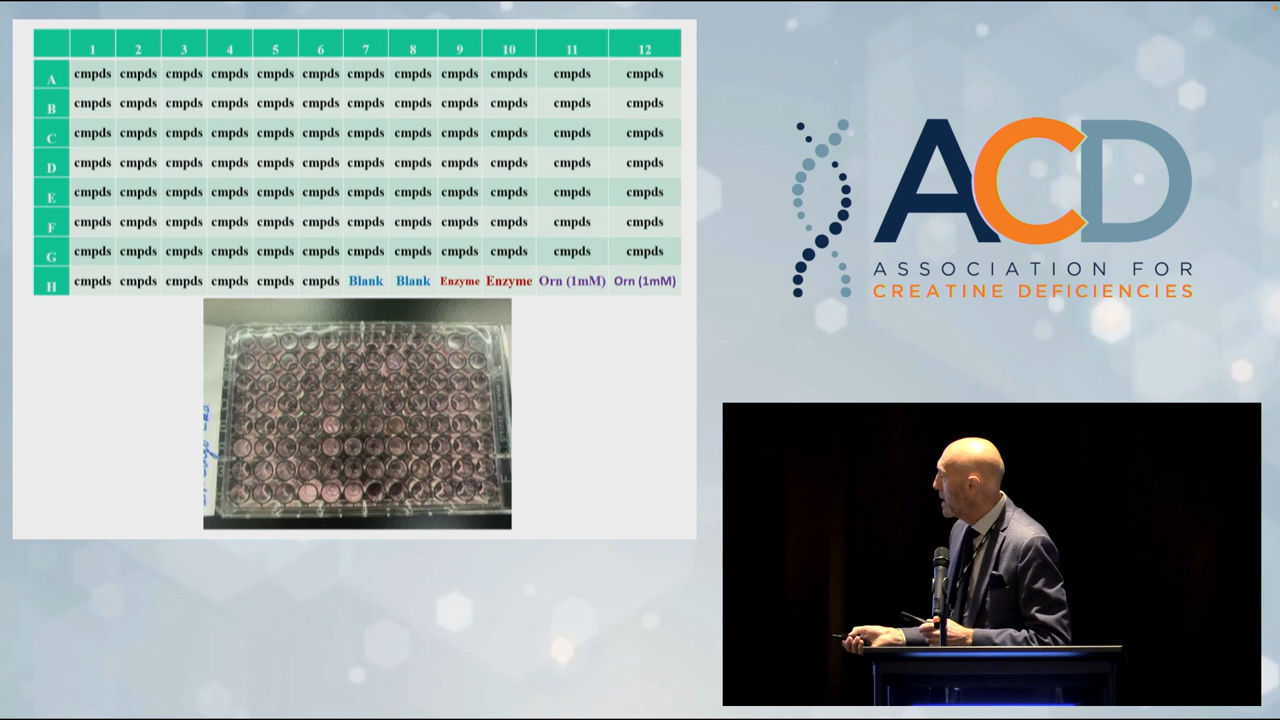 1 2 3 4 5 6 7 8 9 10 11 12
A cmpds cmpds cmpds cmpds cmpds cmpds cmpds cmpds cmpds cmpds cmpds cmpds
B cmpds cmpds cmpds cmpds cmpds cmpds cmpds cmpds cmpds cmpds cmpds cmpds
C cmpds cmpds cmpds cmpds cmpds cmpds cmpds cmpds cmpds cmpds cmpds cmpds
D cmpds cmpds cmpds cmpds cmpds cmpds cmpds cmpds cmpds cmpds cmpds cmpds
E cmpds cmpds cmpds cmpds cmpds cmpds cmpds cmpds cmpds cmpds cmpds cmpds
F cmpds cmpds cmpds cmpds cmpds cmpds cmpds cmpds cmpds cmpds cmpds cmpds
G cmpds cmpds cmpds cmpds cmpds cmpds cmpds cmpds cmpds cmpds cmpds cmpds
H cmpds cmpds cmpds cmpds cmpds cmpds Blank Blank Enzyme Enzyme Orn (1mM) Orn (1mM)
ACD
ASSOCIATION FOR
CREATINE DEFICIENCIES